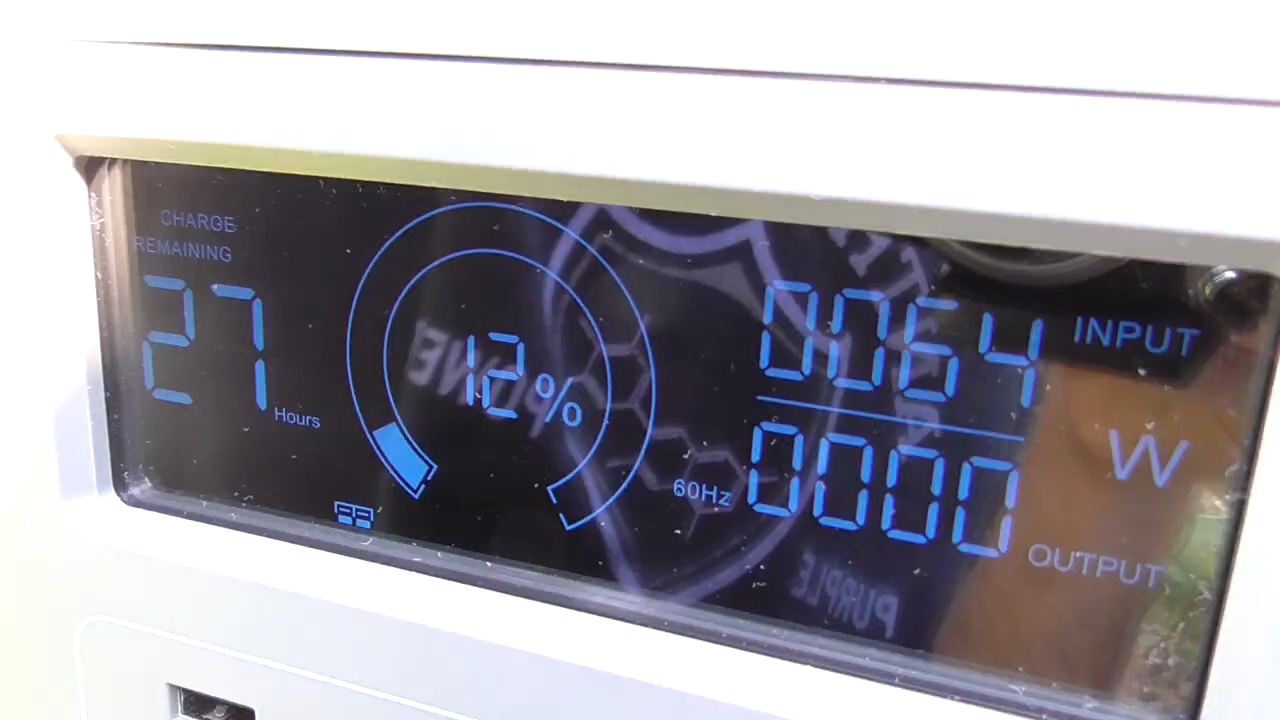 CHARGE
REMAINING
27
Hours
12%
0064
INPUT
W
60Hz
0000
OUTPUT
PURPLE